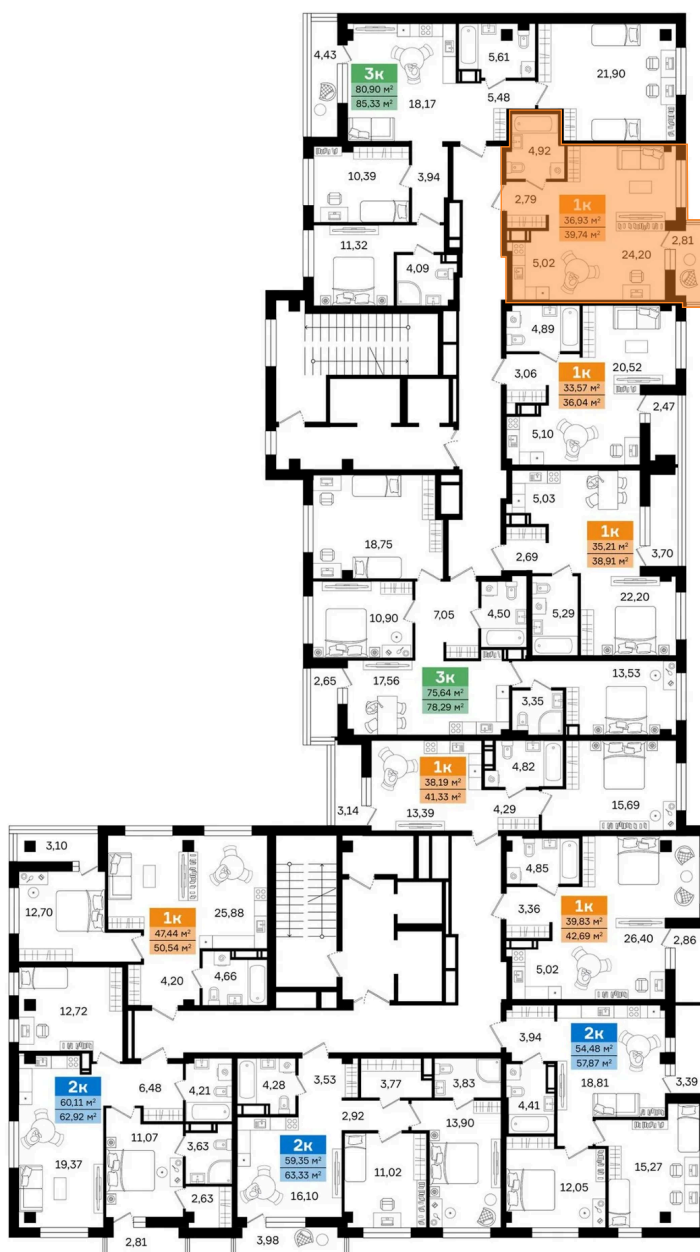 4,43
3к
80,90 м²
85,33 м²
18,17
5,61
5,48
21,90
4,92
10,39
3,94
2,79
1к
36,93 м²
39,74 м²
2,81
11,32
4,09
5,02
24,20
4,89
3,06
20,52
1к
33,57 м²
36,04 м²
2,47
5,10
5,03
18,75
1к
35,21 м²
38,91 м²
2,69
3,70
10,90
7,05
4,50
5,29
22,20
2,65
17,56
3к
75,64 м²
78,29 м²
3,35
13,53
1к
38,19 м²
41,33 м²
4,82
3,14
13,39
4,29
15,69
3,10
4,85
12,70
1к
47,44 м²
50,54 м²
25,88
3,36
1к
39,83 м²
42,69 м²
26,40
2,86
4,20
4,66
5,02
12,72
3,94
2к
54,48 м²
57,87 м²
18,81
3,39
2к
60,11 м²
62,92 м²
6,48
4,21
4,28
3,53
3,77
3,83
4,41
19,37
11,07
3,63
2,92
13,90
2к
59,35 м²
63,33 м²
16,10
11,02
12,05
15,27
2,63
2,81
3,98